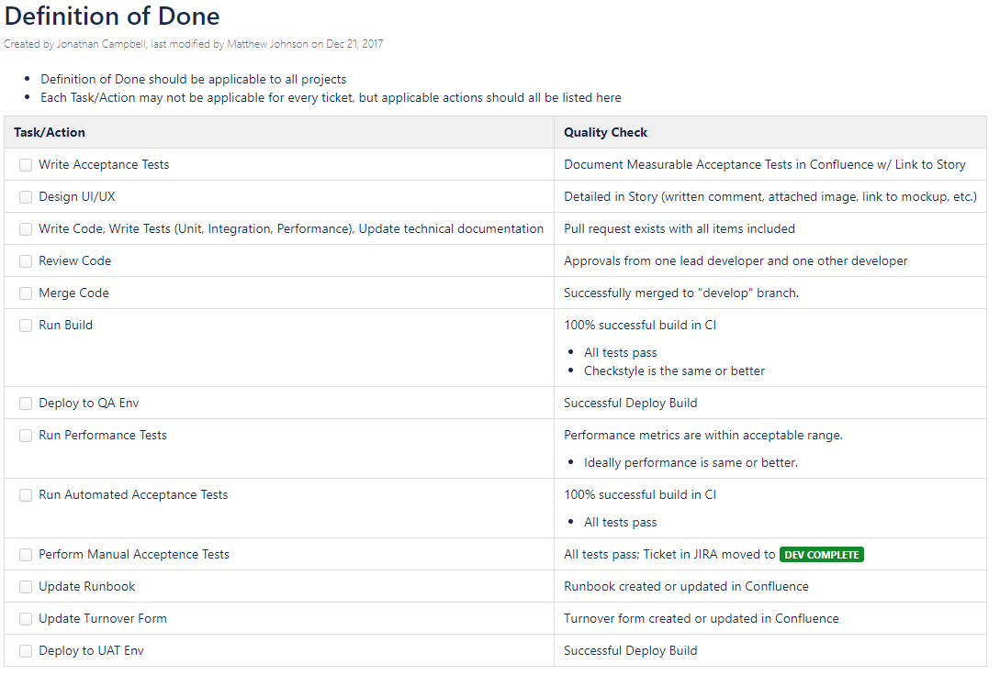 Definition of Done
Created by Jonathan Campbell, last modified by Matthew Johnson on Dec 21, 2017
Definition of Done should be applicable to all projects
Each Task/Action may not be applicable for every ticket, but applicable actions should all be listed here
Task/Action Quality Check
Write Acceptance Tests Document Measurable Acceptance Tests in Confluence w/ Link to Story
Design UI/UX Detailed in Story (written comment, attached image, link to mockup, etc.)
Write Code, Write Tests (Unit, Integration, Performance), Update technical documentation Pull request exists with all items included
Review Code Approvals from one lead developer and one other developer
Merge Code Successfully merged to "develop" branch.
Run Build 100% successful build in CI
All tests pass
Checkstyle is the same or better
Deploy to QA Env Successful Deploy Build
Run Performance Tests Performance metrics are within acceptable range.
Ideally performance is same or better.
Run Automated Acceptance Tests 100% successful build in CI
All tests pass
Perform Manual Acceptence Tests All tests pass; Ticket in JIRA moved to DEV COMPLETE
Update Runbook Runbook created or updated in Confluence
Update Turnover Form Turnover form created or updated in Confluence
Deploy to UAT Env Successful Deploy Build